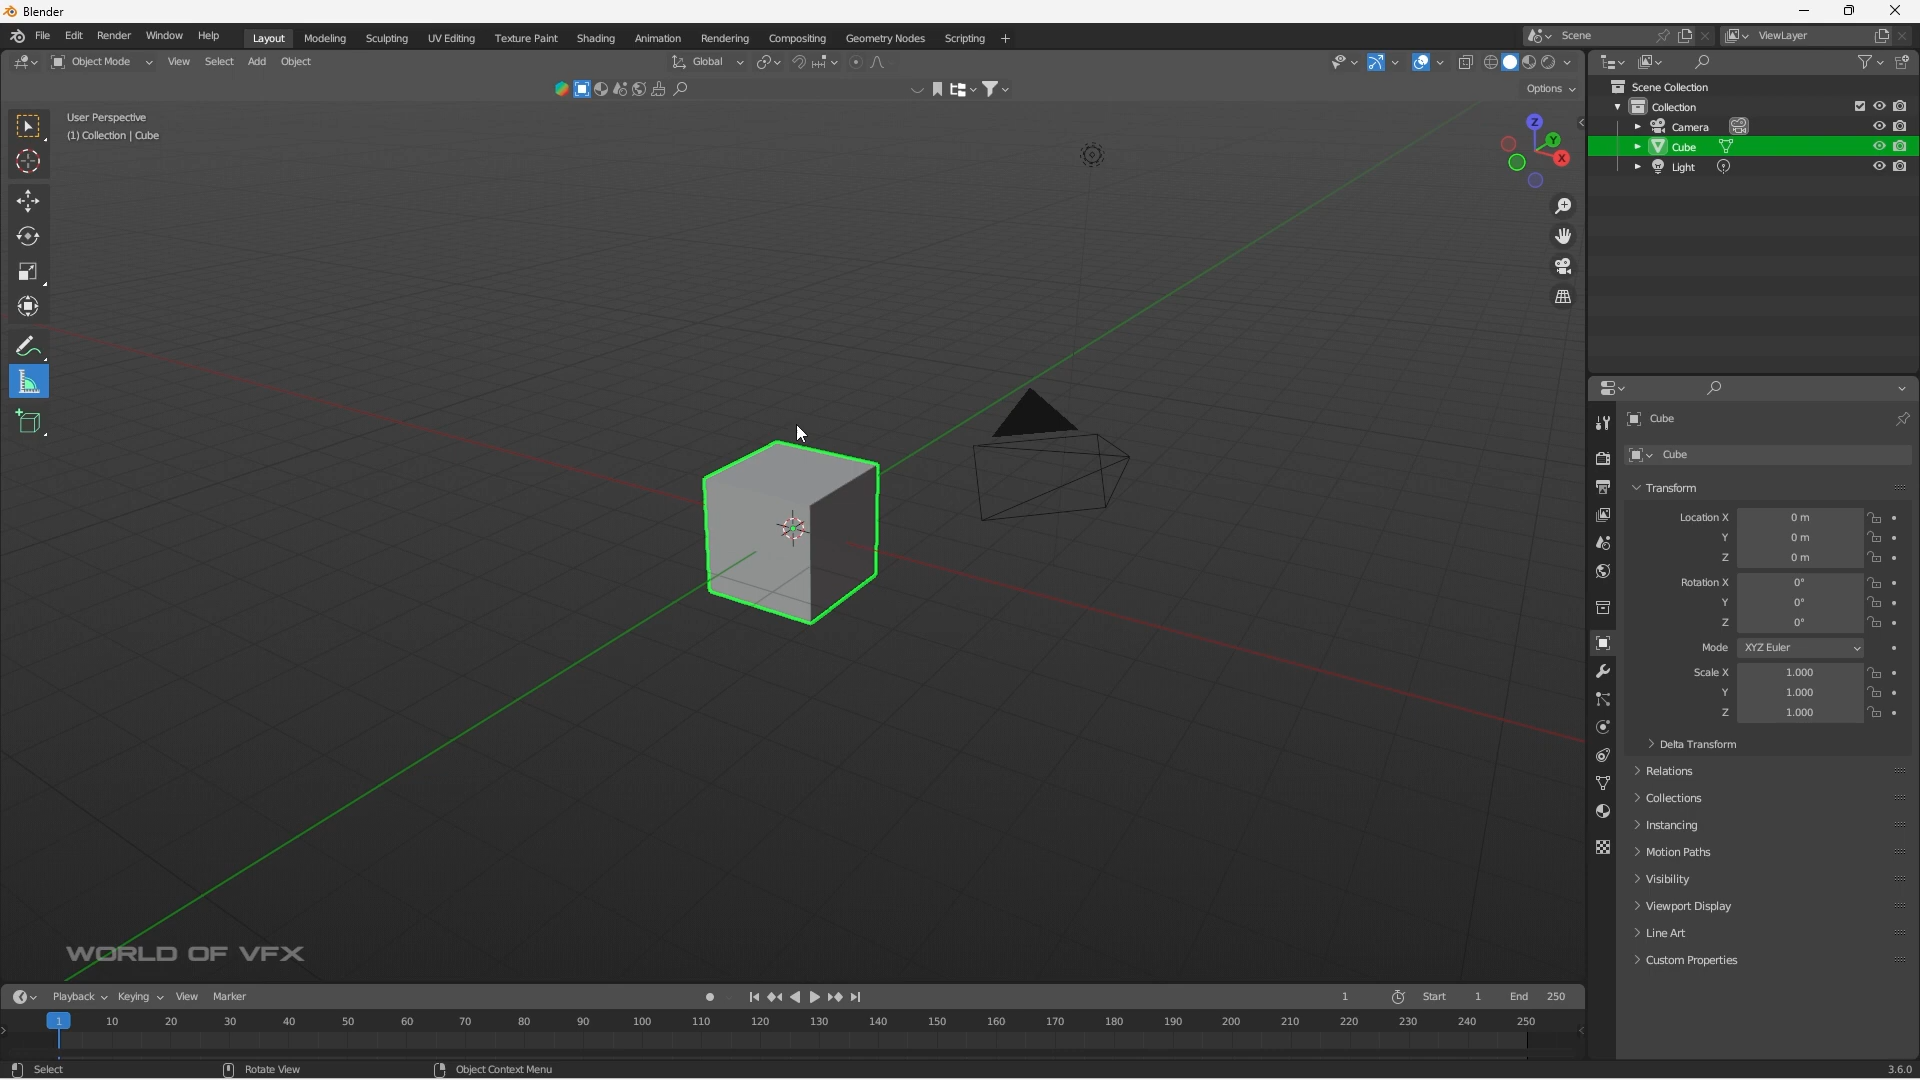 Blender
File Edit Render Window Help Layout Modeling Sculpting UV Editing Texture Paint Shading Animation Rendering Compositing Geometry Nodes Scripting + Scene ViewLayer
Object Mode View Select Add Object Global
Options
User Perspective
(1) Collection | Cube
Z
Y
X
Scene Collection
Collection
Camera
Cube
Light
Cube
Cube
Transform
Location X 0 m
Y 0 m
Z 0 m
Rotation X 0°
Y 0°
Z 0°
Mode XYZ Euler
Scale X 1.000
Y 1.000
Z 1.000
Delta Transform
Relations
Collections
Instancing
Motion Paths
Visibility
Viewport Display
Line Art
Custom Properties
WORLD OF VFX
Playback Keying View Marker 1 Start 1 End 250
1 10 20 30 40 50 60 70 80 90 100 110 120 130 140 150 160 170 180 190 200 210 220 230 240 250
Select Rotate View Object Context Menu 3.6.0